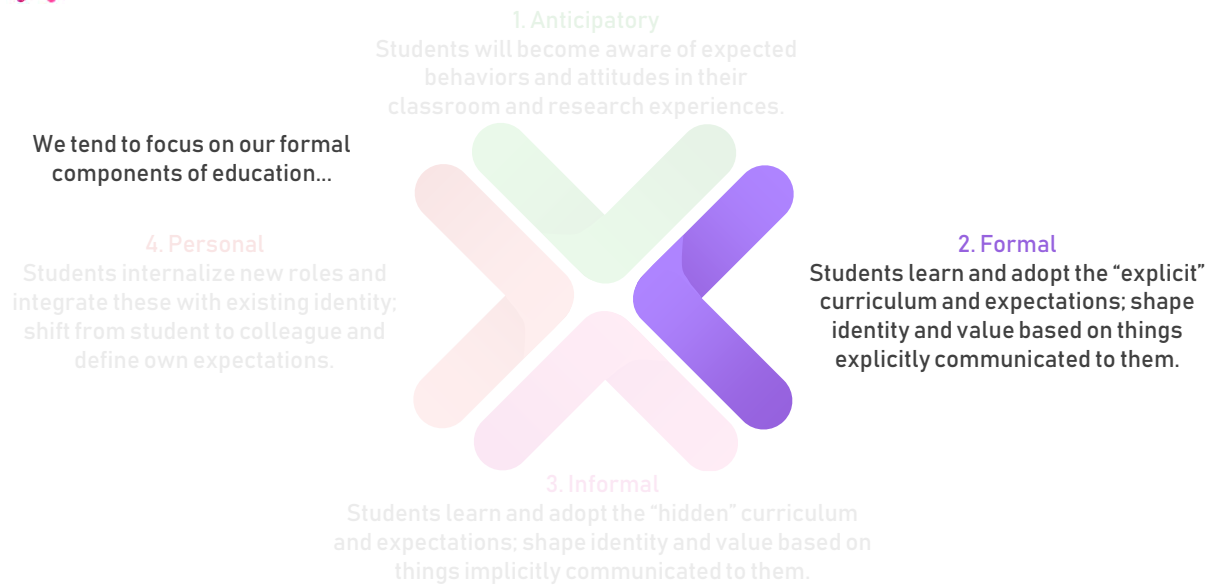 1. Anticipatory
Students will become aware of expected
behaviors and attitudes in their
classroom and research experiences.
We tend to focus on our formal
components of education...
2. Formal
Students learn and adopt the “explicit”
curriculum and expectations; shape
identity and value based on things
explicitly communicated to them.
3. Informal
Students learn and adopt the “hidden” curriculum
and expectations; shape identity and value based on
things implicitly communicated to them.
4. Personal
Students internalize new roles and
integrate these with existing identity;
shift from student to colleague and
define own expectations.